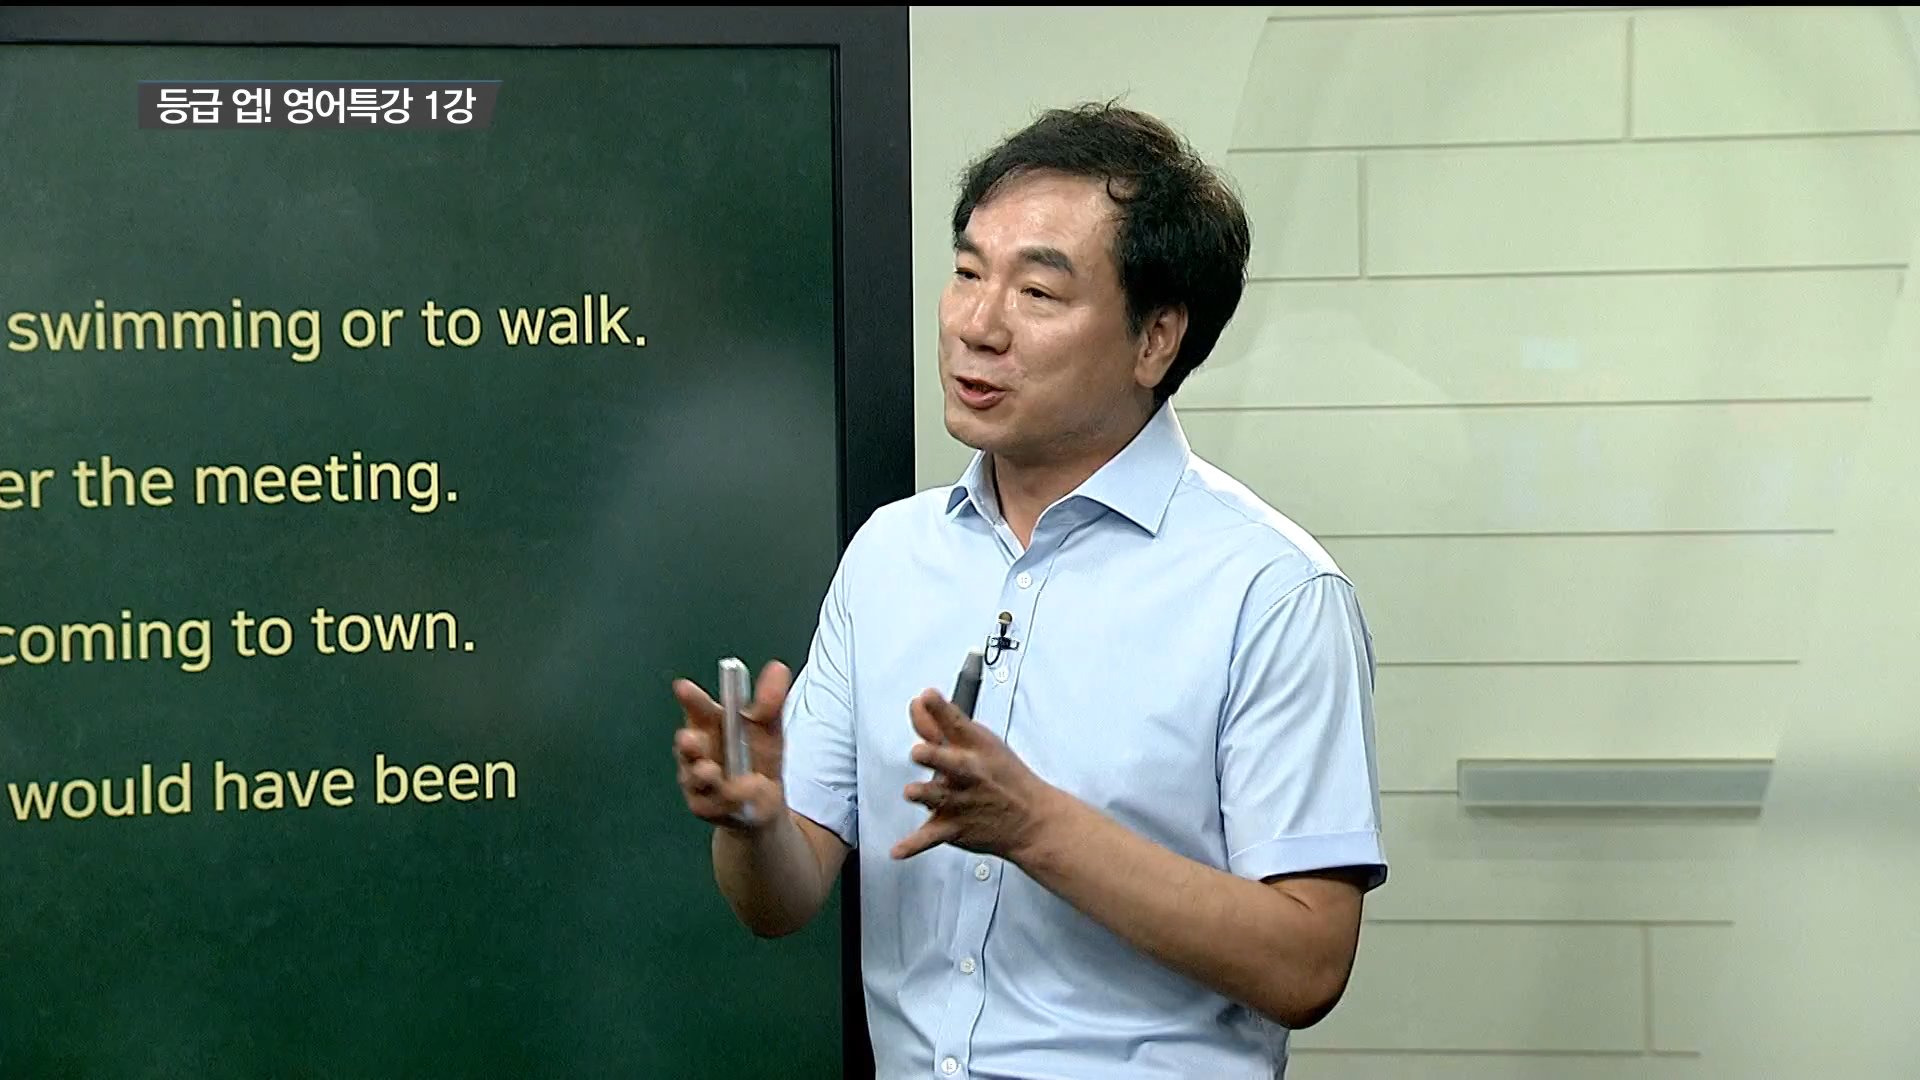 등급 업! 영어특강 1강
swimming or to walk.
er the meeting.
coming to town.
would have been